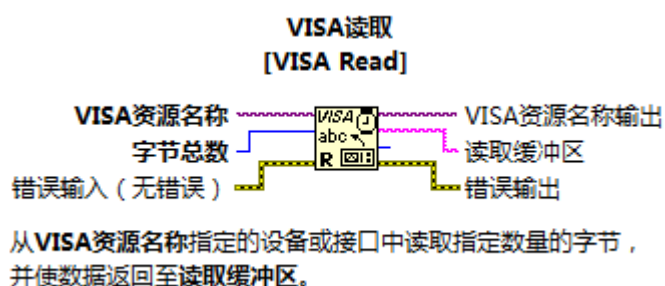 VISA读取
[VISA Read]
VISA资源名称
VISA
VISA资源名称输出
字节总数
abc
读取缓冲区
R
错误输入（无错误）
错误输出
从VISA资源名称指定的设备或接口中读取指定数量的字节，
并使数据返回至读取缓冲区。